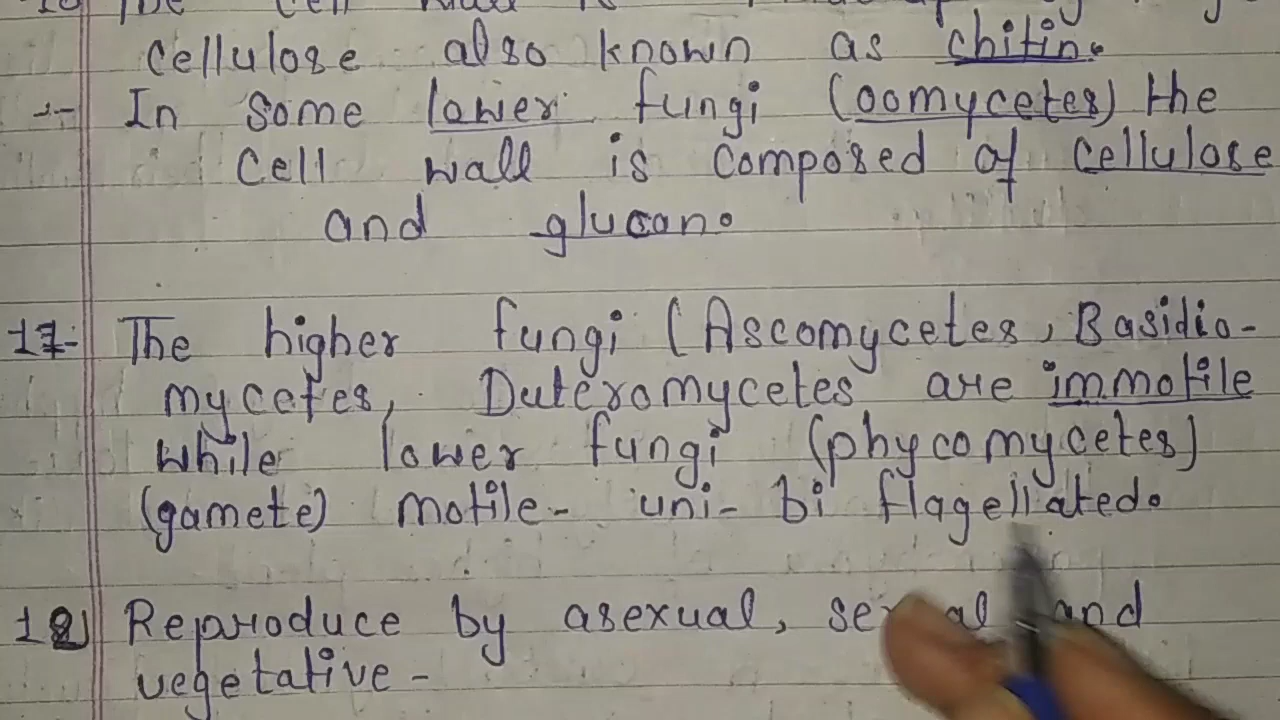 cellulose also known as chitin.
In some lower fungi (oomycetes) the
cell wall is composed of cellulose
and glucan.
17- The higher fungi (Ascomycetes, Basidio-
mycetes, Duteromycetes are immotile
while lower fungi (phycomycetes)
(gamete) motile- uni- bi flagellated.
18) Reproduce by asexual, and
vegetative -